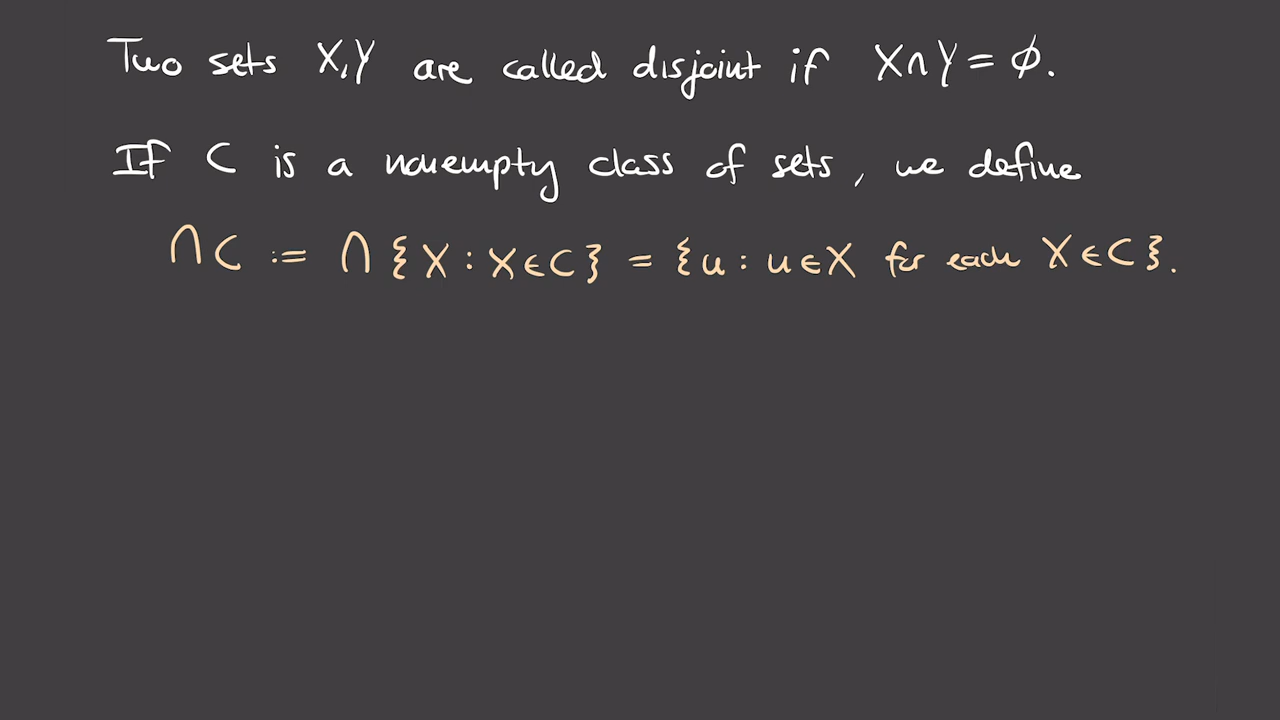 Two sets X, Y are called disjoint if X ∩ Y = ∅.
If C is a nonempty class of sets, we define
∩ C := ∩ { X : X ∈ C } = { u : u ∈ X for each X ∈ C }.